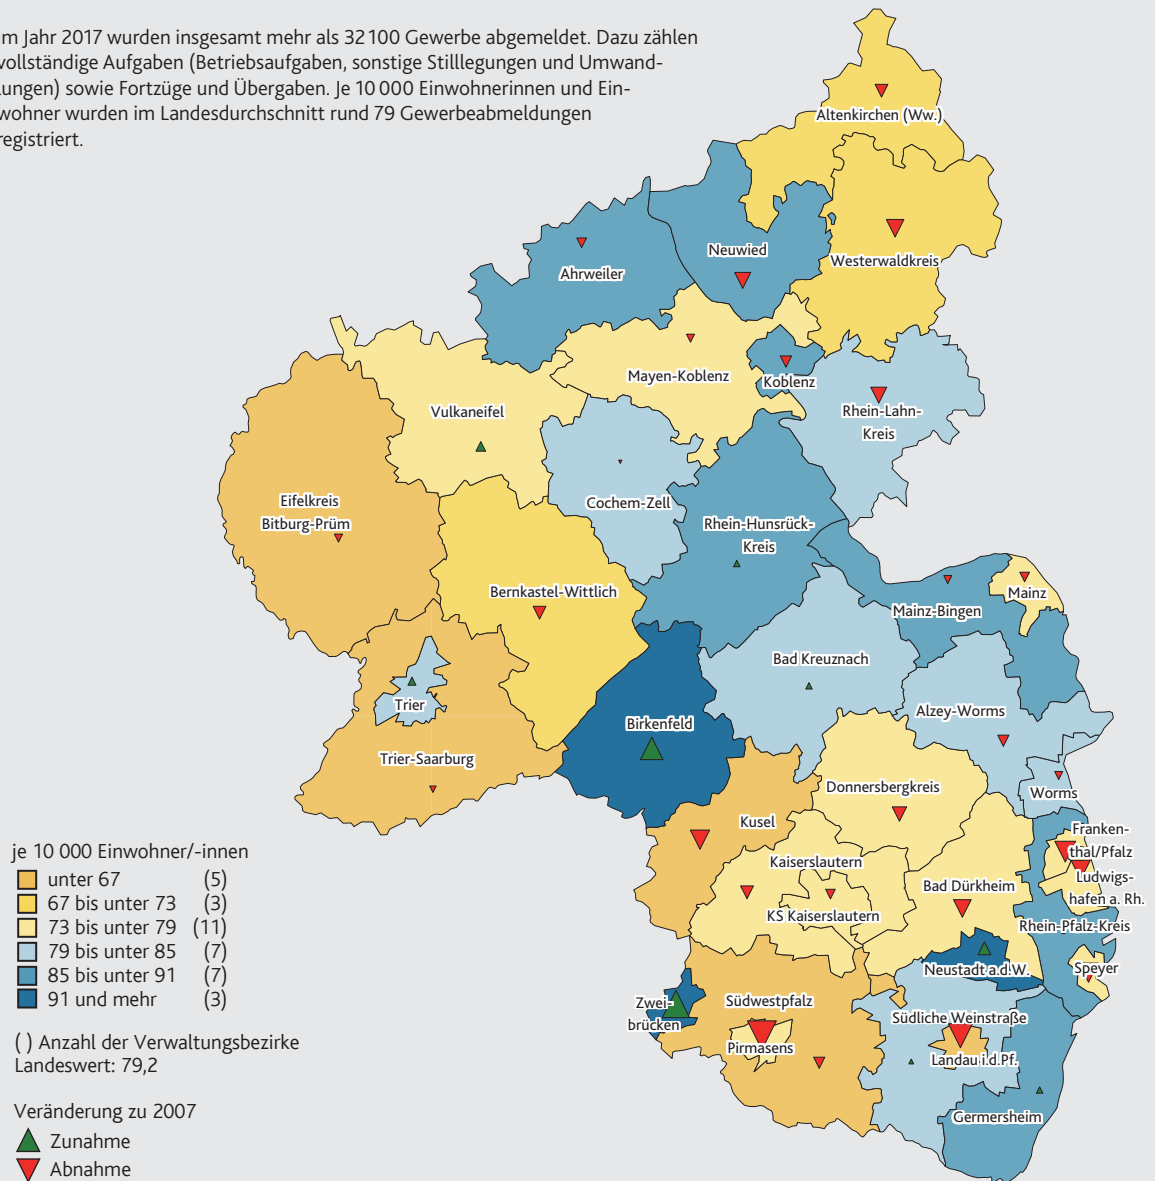 m Jahr 2017 wurden insgesamt mehr als 32 100 Gewerbe abgemeldet. Dazu zählen
vollständige Aufgaben (Betriebsaufgaben, sonstige Stilllegungen und Umwand-
lungen) sowie Fortzüge und Übergaben. Je 10 000 Einwohnerinnen und Ein-
wohner wurden im Landesdurchschnitt rund 79 Gewerbeabmeldungen
registriert.
Altenkirchen (Ww.)
Neuwied
Westerwaldkreis
Ahrweiler
Mayen-Koblenz
Koblenz
Vulkaneifel
Rhein-Lahn-
Kreis
Eifelkreis
Bitburg-Prüm
Cochem-Zell
Rhein-Hunsrück-
Kreis
Bernkastel-Wittlich
Mainz
Mainz-Bingen
Bad Kreuznach
Trier
Alzey-Worms
Birkenfeld
Trier-Saarburg
Donnersbergkreis
Worms
Kusel
Franken-
thal/Pfalz
Kaiserslautern
Ludwigs-
hafen a. Rh.
Bad Dürkheim
KS Kaiserslautern
Rhein-Pfalz-Kreis
Neustadt a.d.W.
Speyer
Zwei-
brücken
Südwestpfalz
Südliche Weinstraße
Pirmasens
Landau i.d.Pf.
Germersheim
je 10 000 Einwohner/-innen
unter 67 (5)
67 bis unter 73 (3)
73 bis unter 79 (11)
79 bis unter 85 (7)
85 bis unter 91 (7)
91 und mehr (3)
( ) Anzahl der Verwaltungsbezirke
Landeswert: 79,2
Veränderung zu 2007
Zunahme
Abnahme